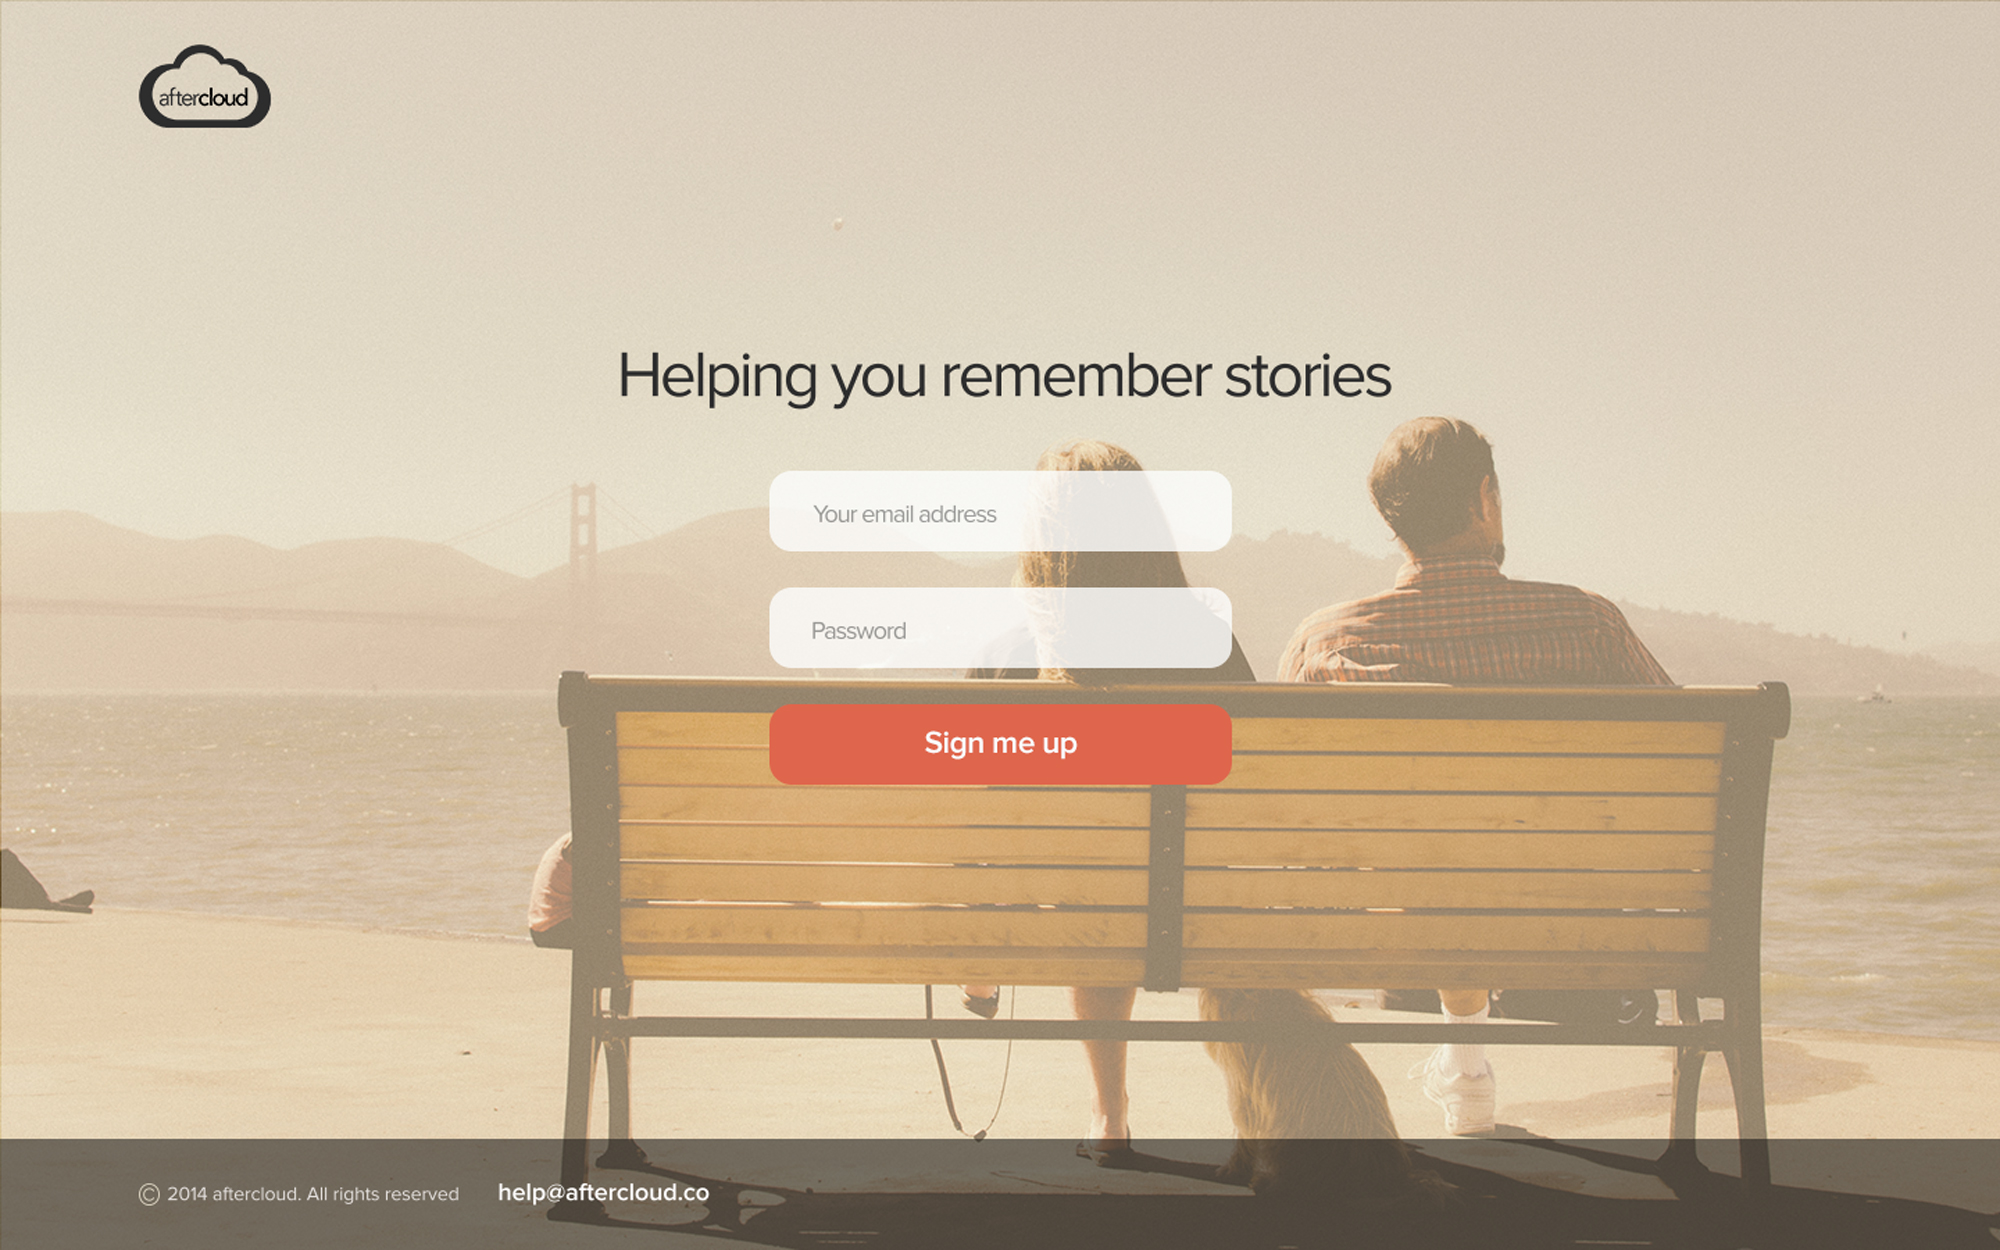 aftercloud
Helping you remember stories
Your email address
Password
Sign me up
© 2014 aftercloud. All rights reserved help@aftercloud.co